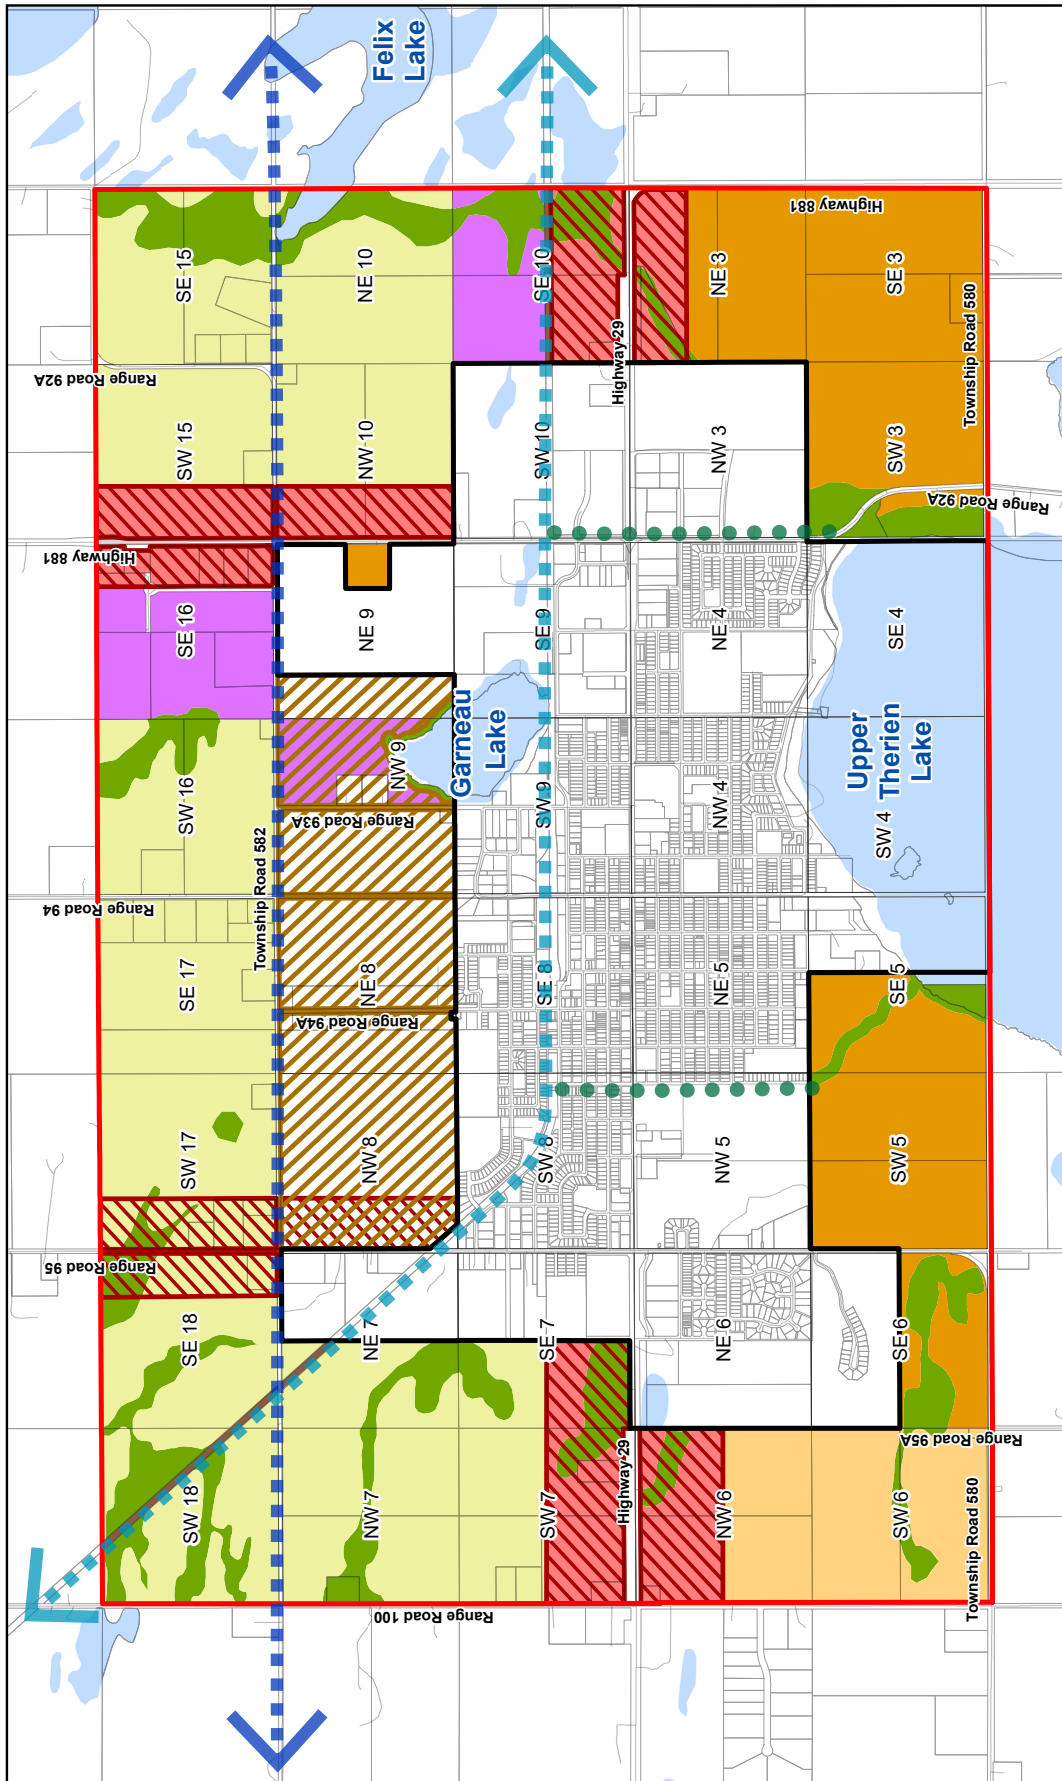 Felix
Lake
SE 15
NE 10
SE 10
NE 3
SE 3
Highway 881
Highway 29
Township Road 580
Range Road 92A
SW 15
NW 10
SW 10
NW 3
SW 3
Range Road 92A
Highway 881
SE 16
NE 9
SE 9
NE 4
SE 4
Garneau
Lake
Upper
Therien
Lake
SW 16
NW 9
SW 9
NW 4
SW 4
Range Road 93A
Township Road 582
Range Road 94
SE 17
NE 8
SE 8
NE 5
SE 5
Range Road 94A
SW 17
NW 8
SW 8
NW 5
SW 5
Range Road 95
SE 18
NE 7
SE 7
NE 6
SE 6
Range Road 95A
Highway 29
SW 18
NW 7
SW 7
NW 6
SW 6
Township Road 580
Range Road 100